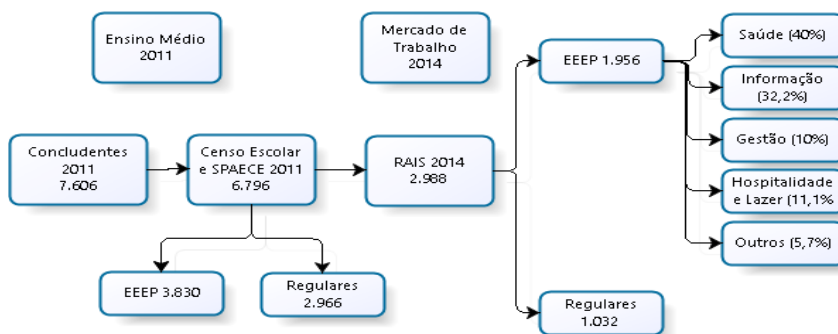 Ensino Médio
2011
Mercado de
Trabalho
2014
Concludentes
2011
7.606
Censo Escolar
e SPAECE 2011
6.796
EEEP 3.830
Regulares
2.966
RAIS 2014
2.988
EEEP 1.956
Regulares
1.032
Saúde (40%)
Informação
(32,2%)
Gestão (10%)
Hospitalidade
e Lazer (11,1%
Outros (5,7%)